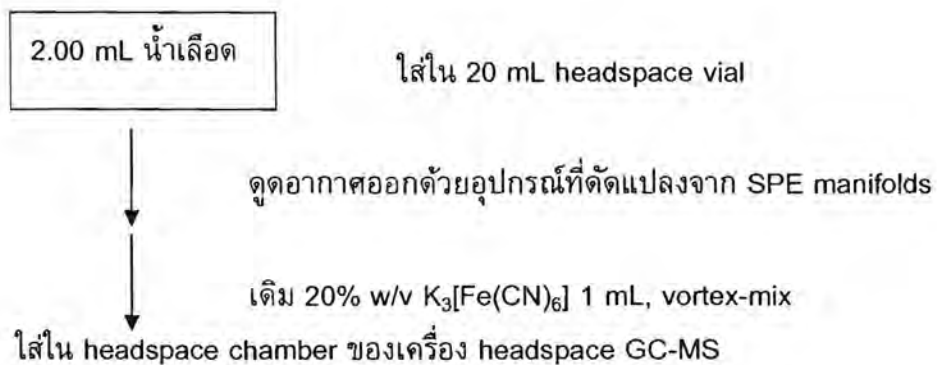 2.00 mL น้ำเลือด
ใส่ใน 20 mL headspace vial
ดูดอากาศออกด้วยอุปกรณ์ที่ดัดแปลงจาก SPE manifolds
เติม 20% w/v K₃[Fe(CN)₆] 1 mL, vortex-mix
ใส่ใน headspace chamber ของเครื่อง headspace GC-MS